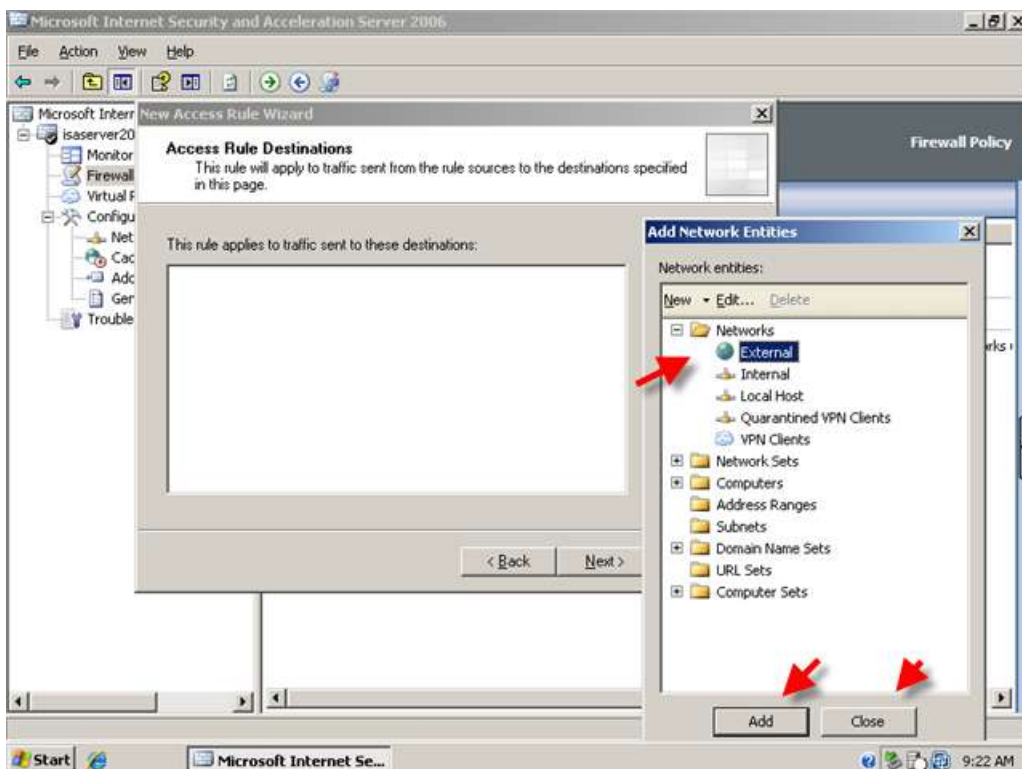 Microsoft Internet Security and Acceleration Server 2006
File Action View Help
Microsoft Interr
isaserver20
Monitor
Firewall
Virtual F
Configu
Net
Cac
Adc
Ger
Trouble
New Access Rule Wizard
Access Rule Destinations
This rule will apply to traffic sent from the rule sources to the destinations specified
in this page.
This rule applies to traffic sent to these destinations:
< Back Next >
Firewall Policy
rks
Add Network Entities
Network entities:
New Edit... Delete
Networks
External
Internal
Local Host
Quarantined VPN Clients
VPN Clients
Network Sets
Computers
Address Ranges
Subnets
Domain Name Sets
URL Sets
Computer Sets
Add Close
Start Microsoft Internet Se... 9:22 AM